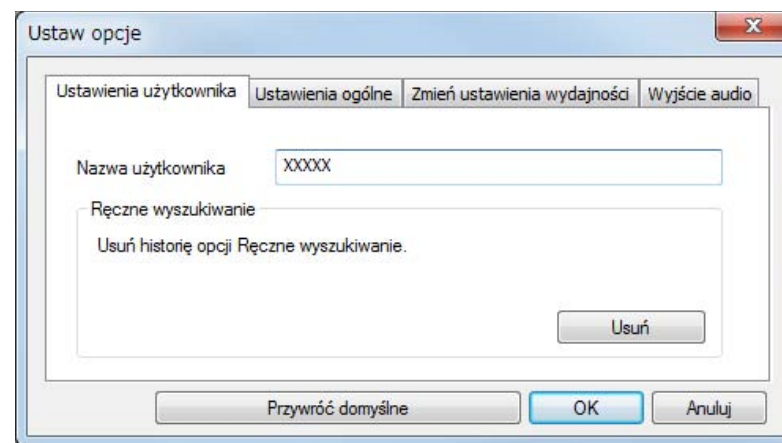 Ustaw opcje
Ustawienia użytkownika Ustawienia ogólne Zmień ustawienia wydajności Wyjście audio
Nazwa użytkownika XXXXX
Ręczne wyszukiwanie
Usuń historię opcji Ręczne wyszukiwanie.
Usuń
Przywróć domyślne OK Anuluj